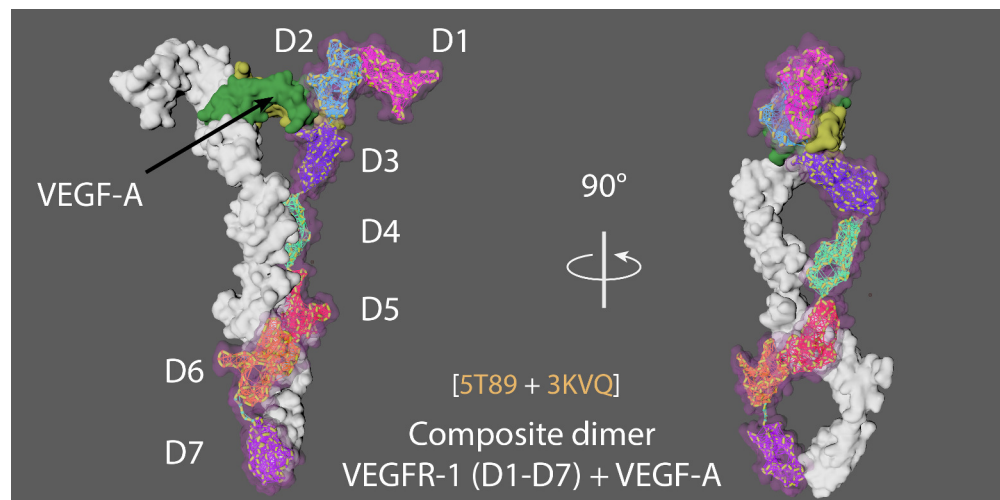 D2
D1
VEGF-A
D3
D4
D5
D6
D7
90°
[5T89 + 3KVQ]
Composite dimer
VEGFR-1 (D1-D7) + VEGF-A